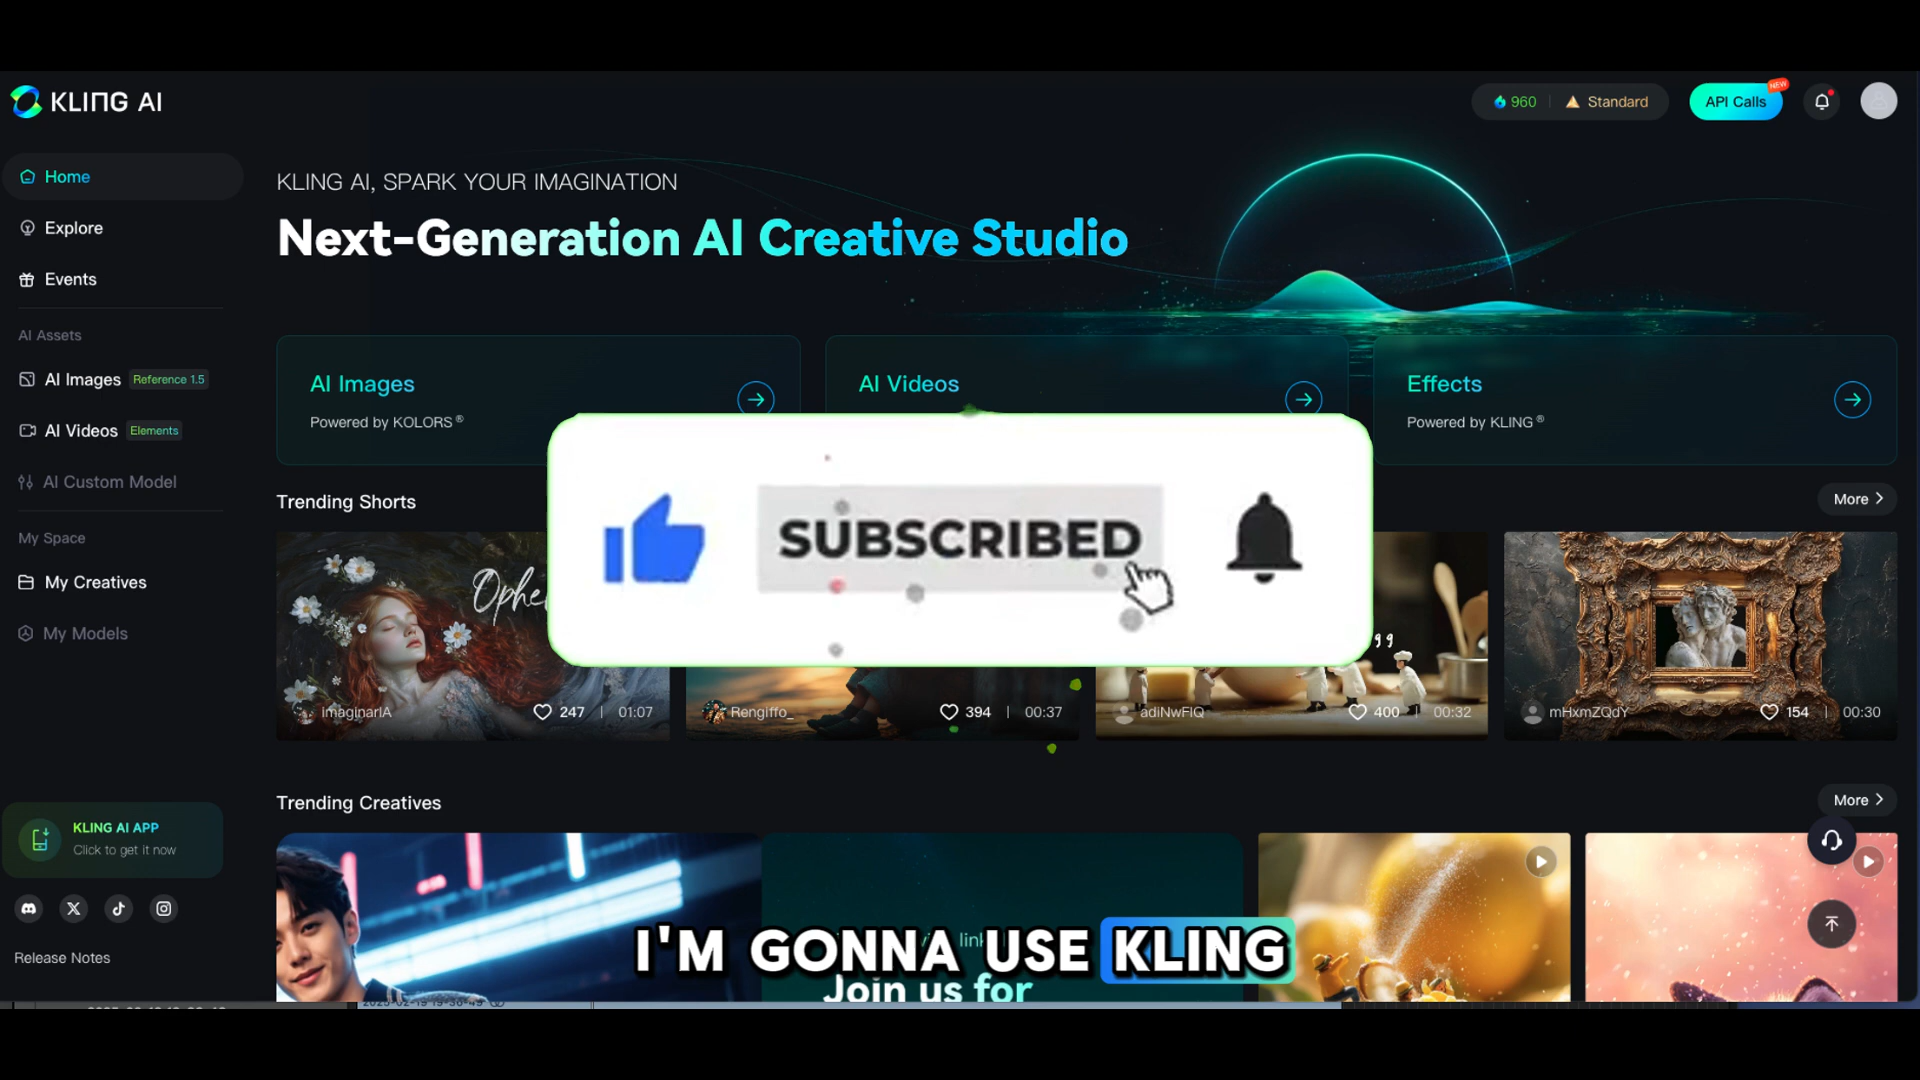 KLING AI
960
Standard
API Calls
NEW
Home
Explore
Events
AI Assets
AI Images
Reference 1.5
AI Videos
Elements
AI Custom Model
My Space
My Creatives
My Models
KLING AI APP
Click to get it now
Release Notes
KLING AI, SPARK YOUR IMAGINATION
Next-Generation AI Creative Studio
AI Images
Powered by KOLORS®
AI Videos
Effects
Powered by KLING®
SUBSCRIBED
Trending Shorts
More
Ophe
imaginarIA
247
01:07
Rengiffo_
394
00:37
adiNwFIQ
400
00:32
mHxmZQdY
154
00:30
Trending Creatives
More
I'M GONNA USE KLING
Join us for